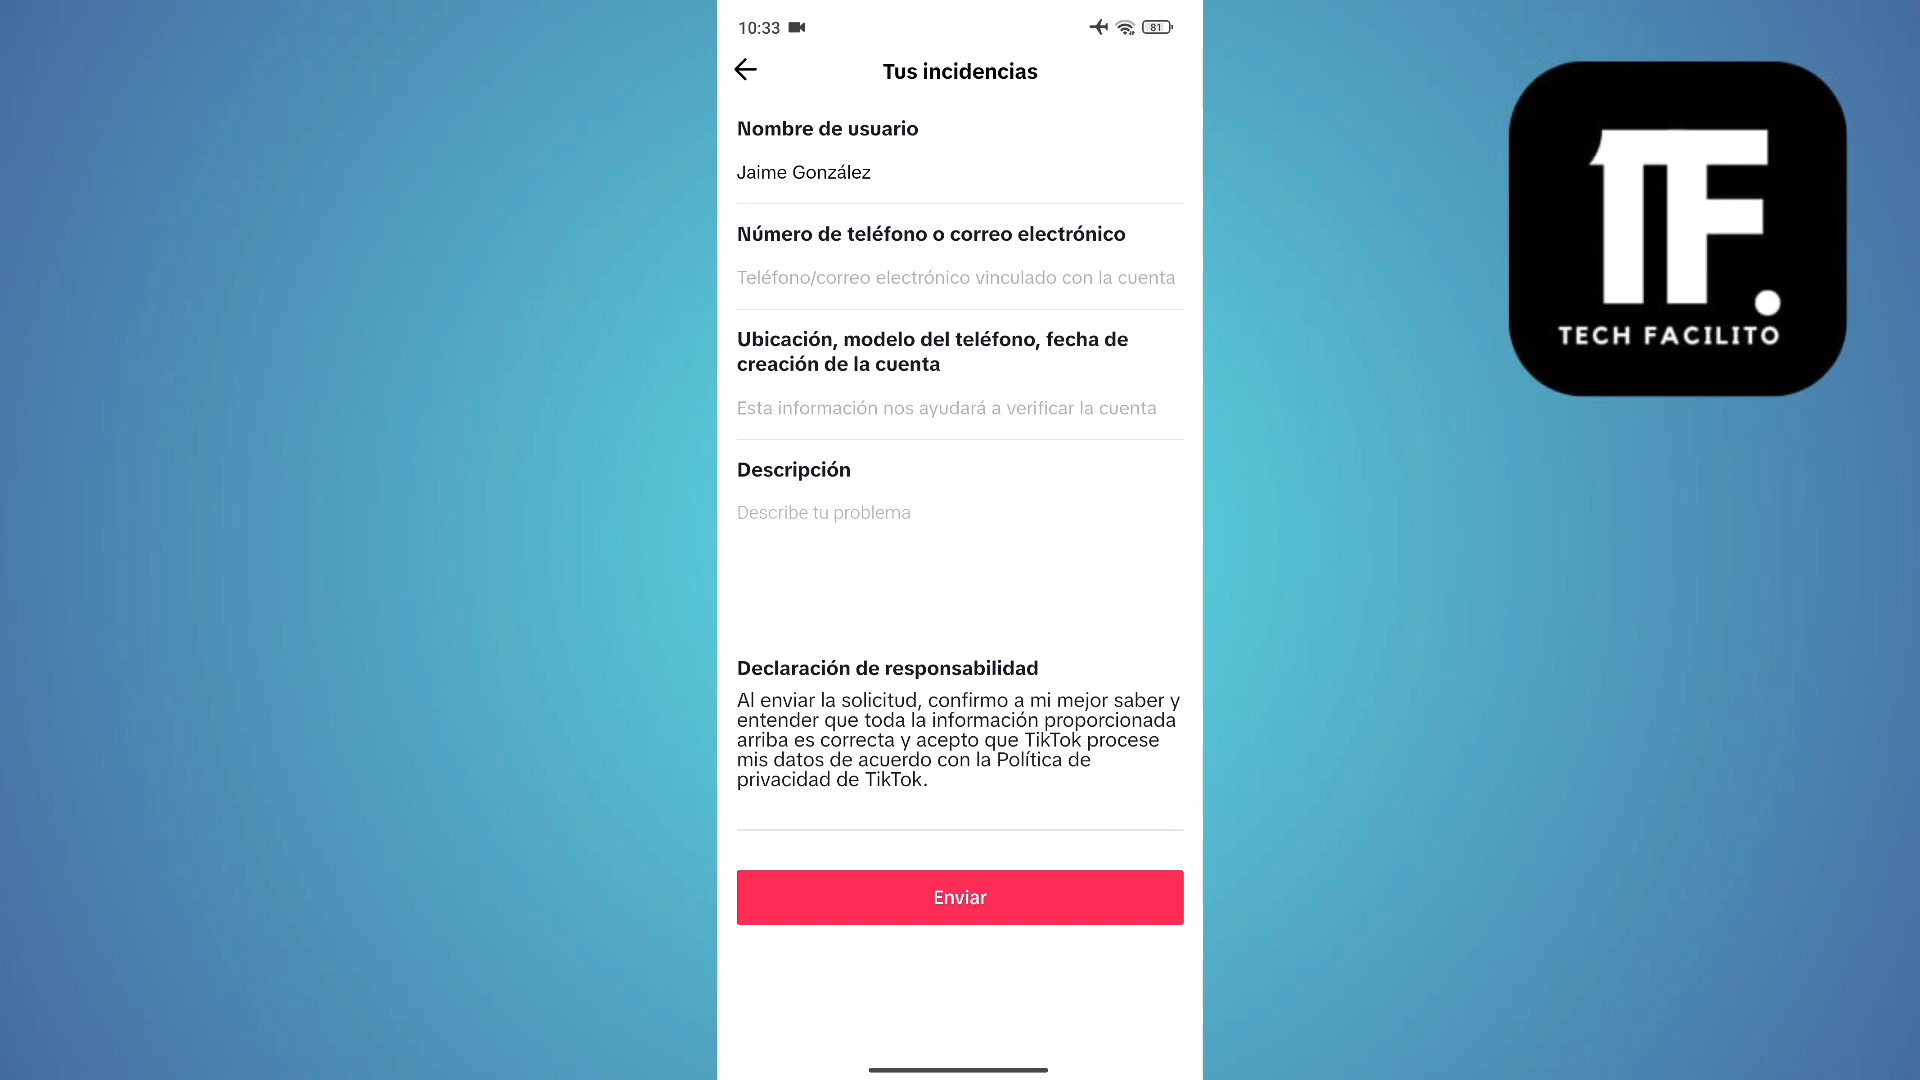 10:33
81
Tus incidencias
Nombre de usuario
Jaime González
Número de teléfono o correo electrónico
Teléfono/correo electrónico vinculado con la cuenta
Ubicación, modelo del teléfono, fecha de
creación de la cuenta
Esta información nos ayudará a verificar la cuenta
Descripción
Describe tu problema
Declaración de responsabilidad
Al enviar la solicitud, confirmo a mi mejor saber y
entender que toda la información proporcionada
arriba es correcta y acepto que TikTok procese
mis datos de acuerdo con la Política de
privacidad de TikTok.
Enviar
TF.
TECH FACILITO